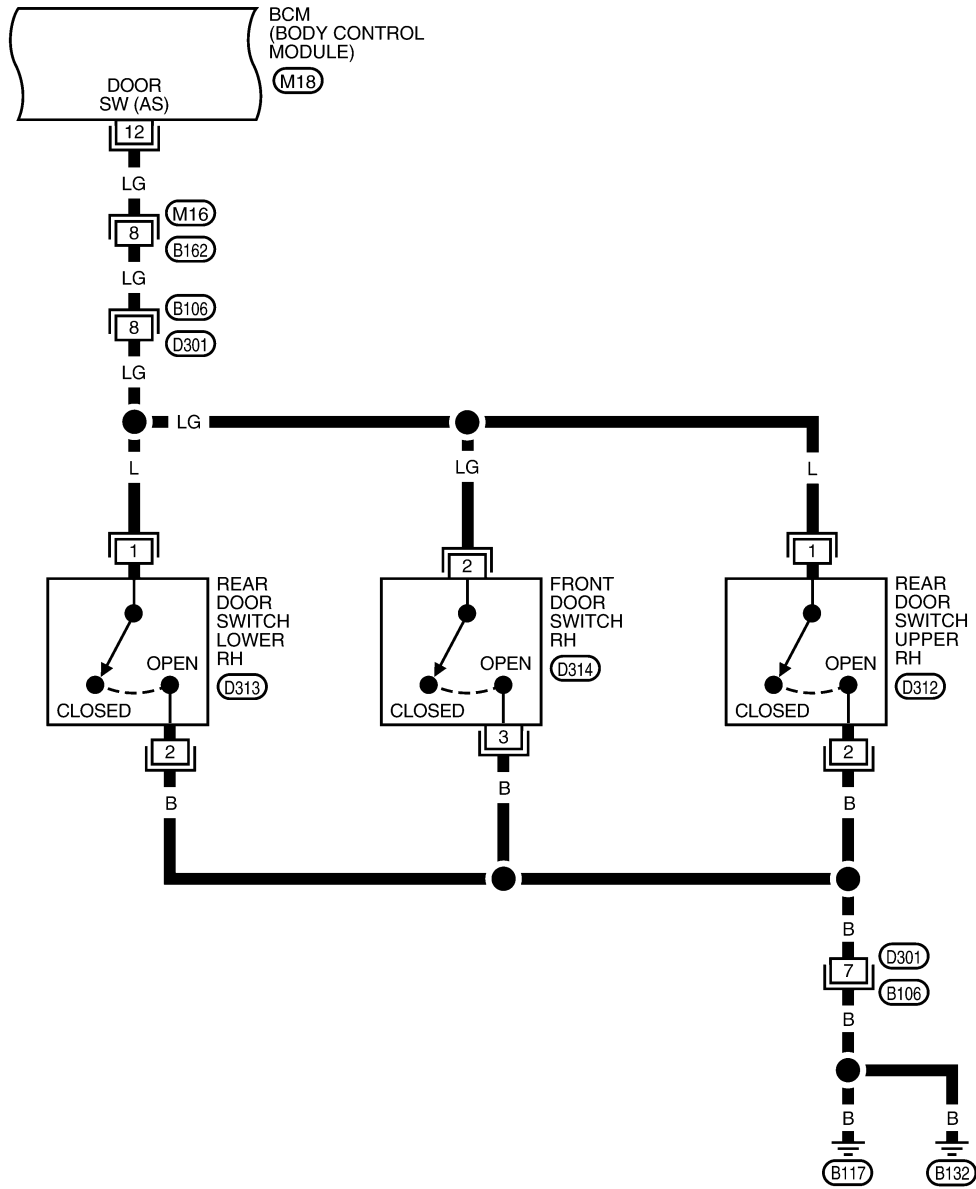 BCM
(BODY CONTROL
MODULE)
M18
DOOR
SW (AS)
12
LG
M16
8
B162
LG
B106
8
D301
LG
LG
L
LG
L
1
2
1
REAR
DOOR
SWITCH
LOWER
RH
D313
OPEN
CLOSED
FRONT
DOOR
SWITCH
RH
D314
OPEN
CLOSED
REAR
DOOR
SWITCH
UPPER
RH
D312
OPEN
CLOSED
2
3
2
B
B
B
B
D301
7
B106
B
B
B
B117
B132